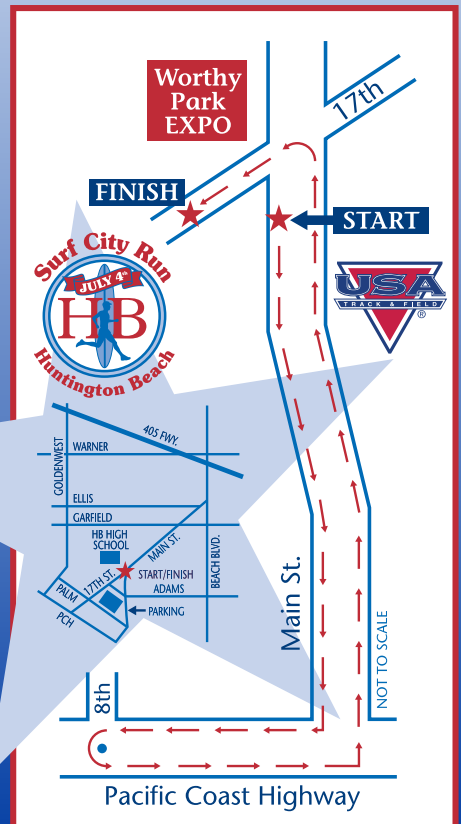 Worthy
Park
EXPO
17th
FINISH
START
Surf City Run
JULY 4th
HB
Huntington Beach
USA
TRACK & FIELD
®
405 FWY.
GOLDENWEST
WARNER
ELLIS
GARFIELD
HB HIGH
SCHOOL
MAIN ST.
BEACH BLVD.
17TH ST.
START/FINISH
PALM
ADAMS
PARKING
PCH
Main St.
NOT TO SCALE
8th
Pacific Coast Highway